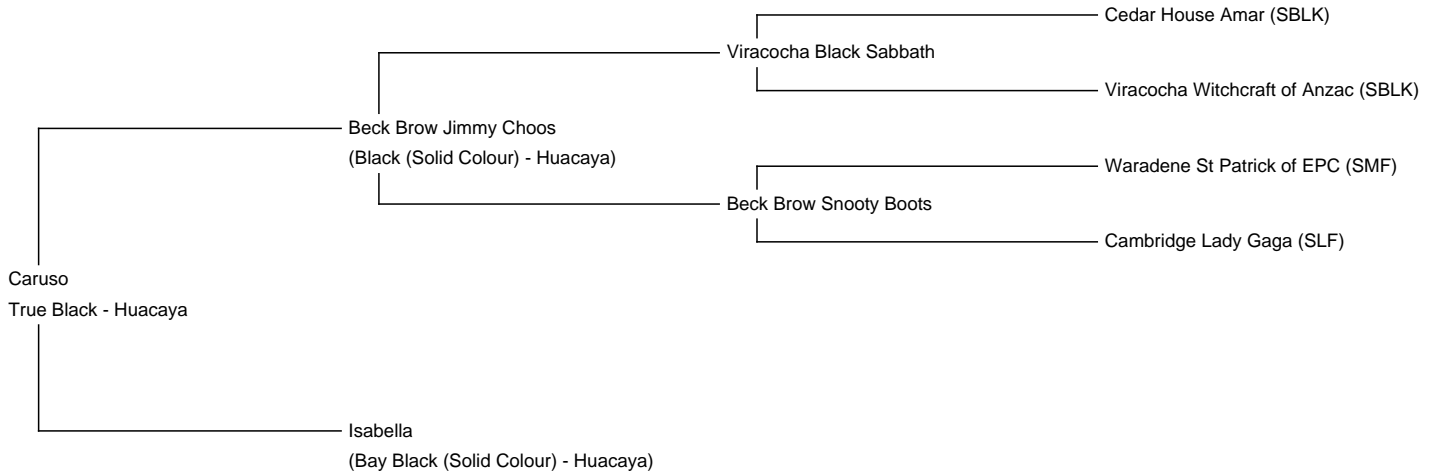 Cedar House Amar (SBLK)
Viracocha Black Sabbath
Viracocha Witchcraft of Anzac (SBLK)
Beck Brow Jimmy Choos
(Black (Solid Colour) - Huacaya)
Waradene St Patrick of EPC (SMF)
Beck Brow Snooty Boots
Cambridge Lady Gaga (SLF)
Caruso
True Black - Huacaya
Isabella
(Bay Black (Solid Colour) - Huacaya)